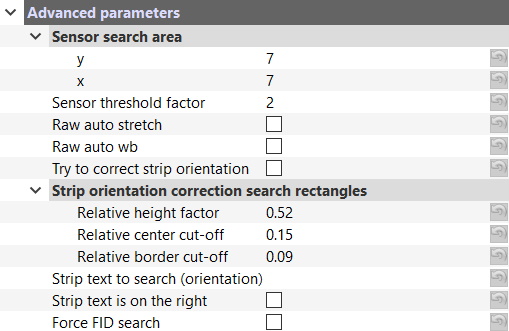 Advanced parameters
Sensor search area
y 7
x 7
Sensor threshold factor 2
Raw auto stretch
Raw auto wb
Try to correct strip orientation
Strip orientation correction search rectangles
Relative height factor 0.52
Relative center cut-off 0.15
Relative border cut-off 0.09
Strip text to search (orientation)
Strip text is on the right
Force FID search